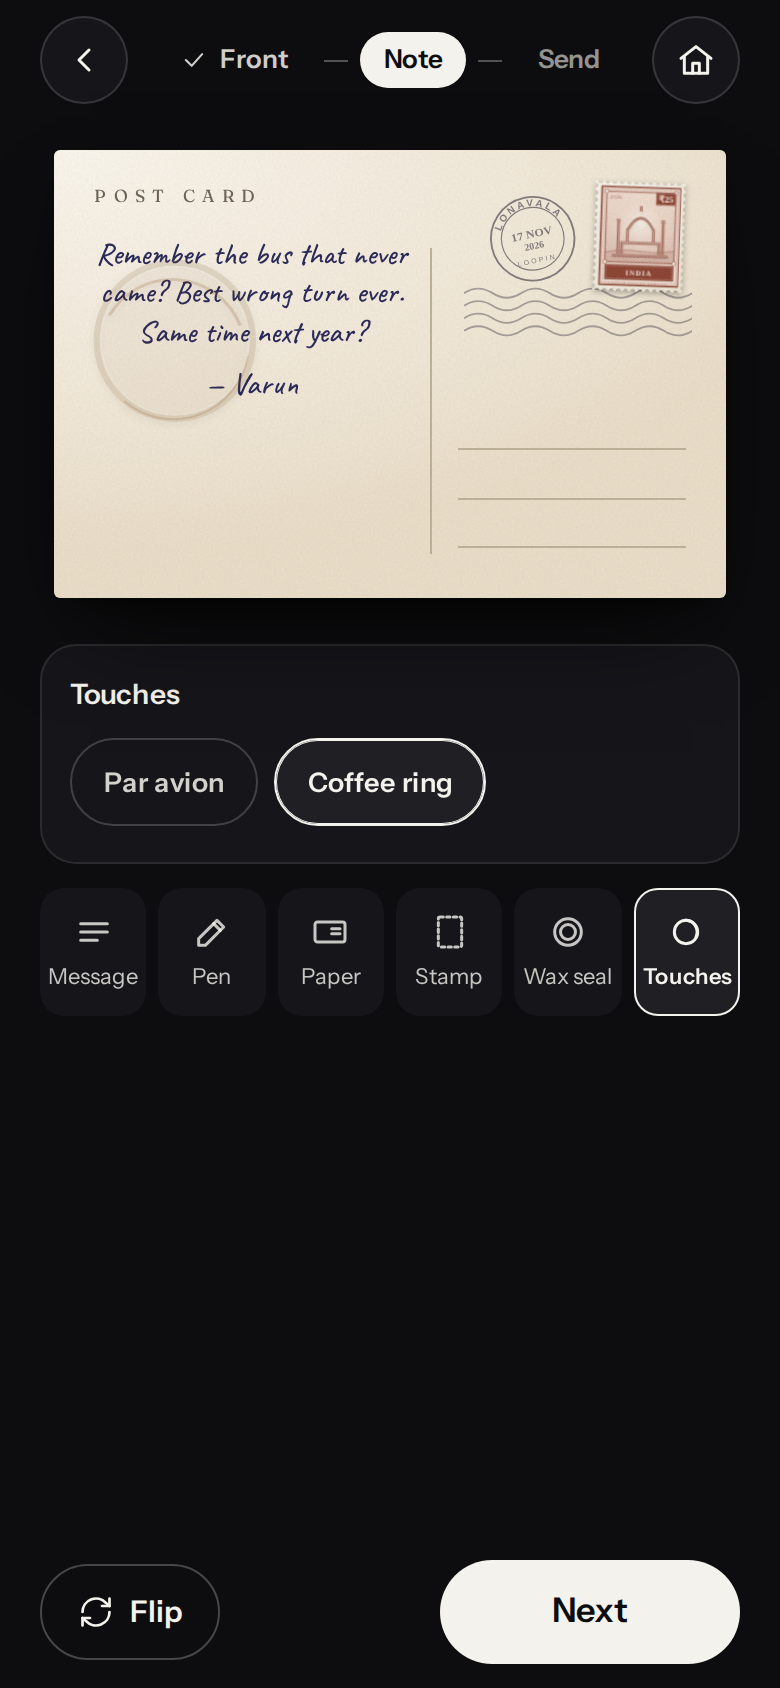 Front
Note
Send
POST CARD
Remember the bus that never
came? Best wrong turn ever.
Same time next year?
– Varun
LONAVALA
17 NOV
2026
LOOPIN
₹25
INDIA
Touches
Par avion
Coffee ring
Message
Pen
Paper
Stamp
Wax seal
Touches
Flip
Next